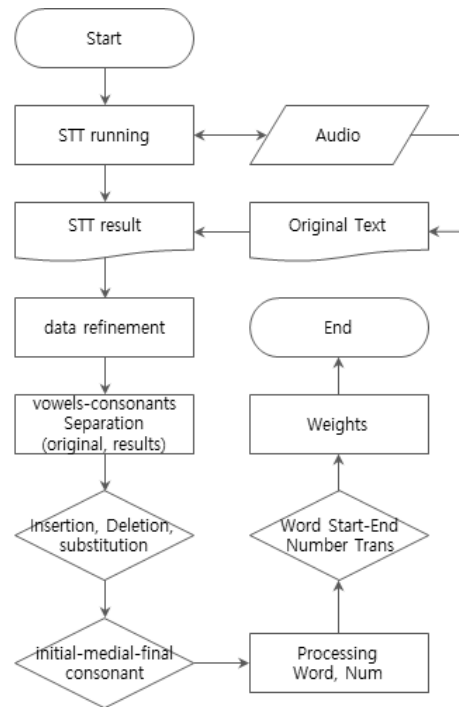 Start
STT running
Audio
STT result
Original Text
data refinement
End
vowels-consonants
Separation
(original, results)
Weights
Insertion, Deletion,
substitution
Word Start-End
Number Trans
initial-medial-final
consonant
Processing
Word, Num